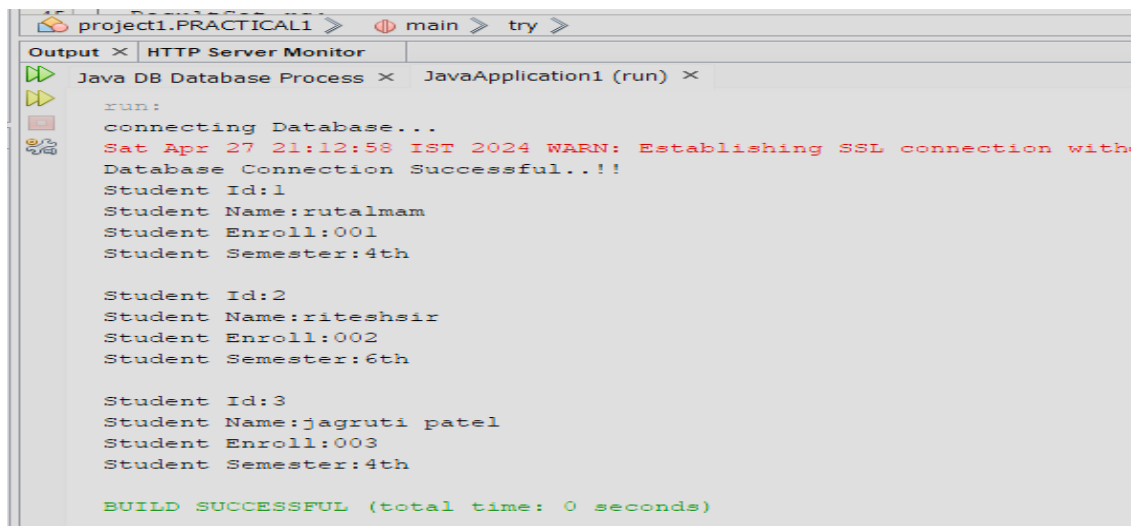 project1.PRACTICAL1 main try
Output HTTP Server Monitor
Java DB Database Process JavaApplication1 (run)
run:
connecting Database...
Sat Apr 27 21:12:58 IST 2024 WARN: Establishing SSL connection
Database Connection Successful..!!
Student Id:1
Student Name:rutalmam
Student Enroll:001
Student Semester:4th
Student Id:2
Student Name:riteshsir
Student Enroll:002
Student Semester:6th
Student Id:3
Student Name:jagruti patel
Student Enroll:003
Student Semester:4th
BUILD SUCCESSFUL (total time: 0 seconds)